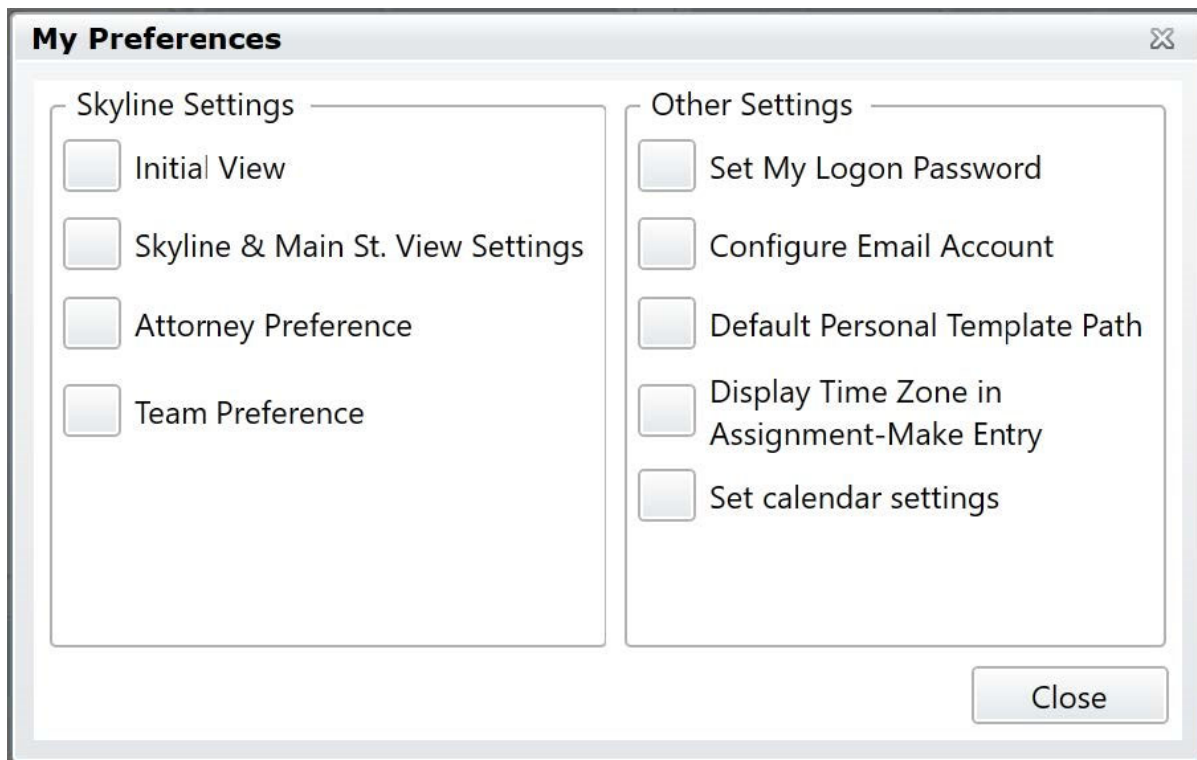 My Preferences
Skyline Settings
Initial View
Skyline & Main St. View Settings
Attorney Preference
Team Preference
Other Settings
Set My Logon Password
Configure Email Account
Default Personal Template Path
Display Time Zone in
Assignment-Make Entry
Set calendar settings
Close